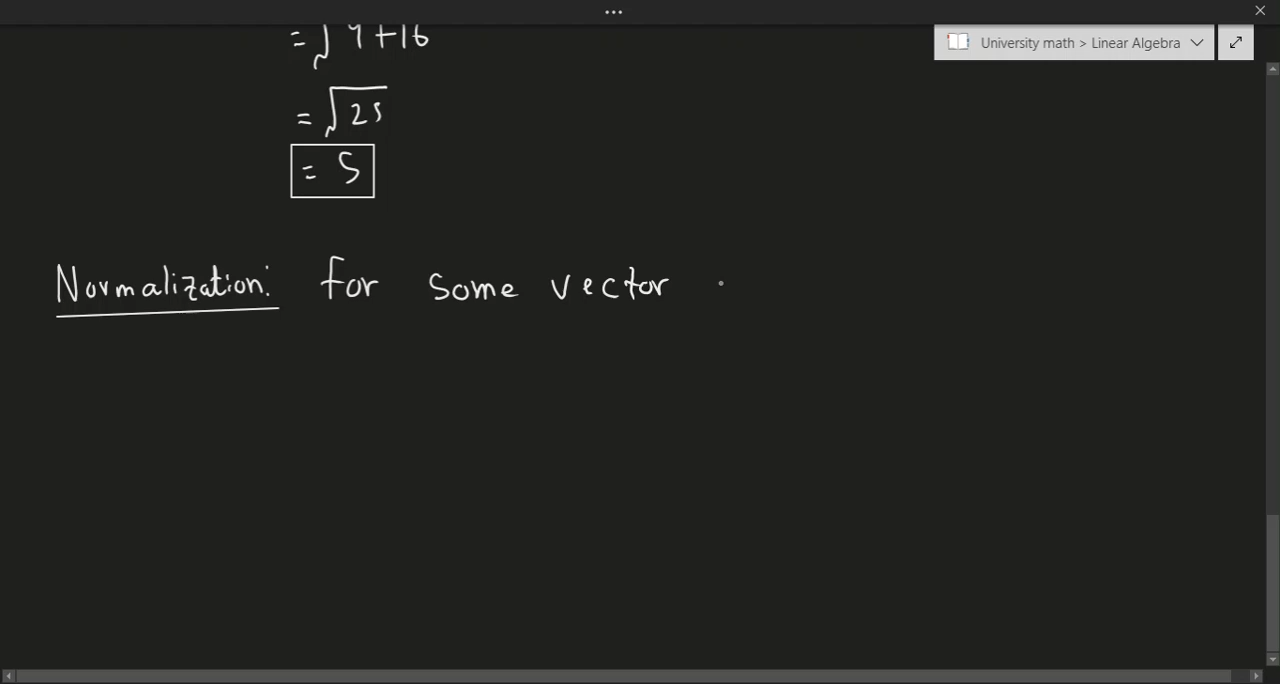 ...
University math > Linear Algebra
= √9+16
= √25
= 5
Normalization: for some vector